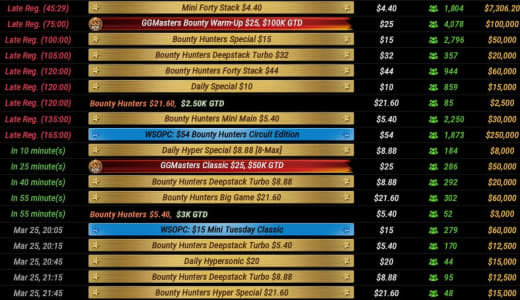 Late Reg. (45:29) Mini Forty Stack $4.40 $4.40 1,804 $7,306.20
Late Reg. (75:00) GGMasters Bounty Warm-Up $25, $100K GTD $25 4,078 $100,000
Late Reg. (100:00) Bounty Hunters Special $15 $15 2,796 $50,000
Late Reg. (105:00) Bounty Hunters Deepstack Turbo $32 $32 357 $20,000
Late Reg. (120:00) Bounty Hunters Forty Stack $44 $44 944 $60,000
Late Reg. (120:00) Daily Special $10 $10 859 $15,000
Late Reg. (120:00) Bounty Hunters $21.60, $2.50K GTD $21.60 85 $2,500
Late Reg. (135:00) Bounty Hunters Mini Main $5.40 $5.40 2,250 $30,000
Late Reg. (165:00) WSOPC: $54 Bounty Hunters Circuit Edition $54 1,873 $250,000
In 10 minute(s) Daily Hyper Special $8.88 [8-Max] $8.88 184 $8,000
In 25 minute(s) GGMasters Classic $25, $50K GTD $25 286 $50,000
In 40 minute(s) Bounty Hunters Deepstack Turbo $8.88 $8.88 292 $20,000
In 55 minute(s) Bounty Hunters Big Game $21.60 $21.60 302 $60,000
In 55 minute(s) Bounty Hunters $5.40, $3K GTD $5.40 52 $3,000
Mar 25, 20:05 WSOPC: $15 Mini Tuesday Classic $15 279 $60,000
Mar 25, 20:15 Bounty Hunters Deepstack Turbo $5.40 $5.40 170 $12,500
Mar 25, 20:45 Daily Hypersonic $20 $20 44 $15,000
Mar 25, 21:15 Bounty Hunters Deepstack Turbo $8.88 $8.88 95 $12,500
Mar 25, 21:45 Bounty Hunters Hyper Special $21.60 $21.60 48 $15,000